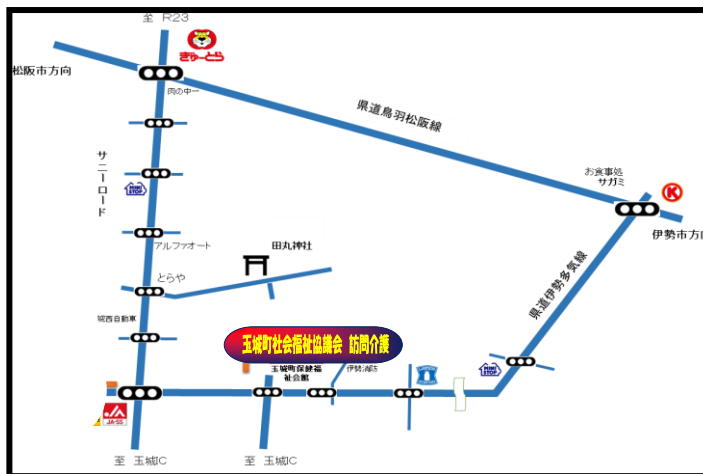 至 R23
ぎゅーとら
松阪市方向
肉の中一
県道鳥羽松阪線
サニーロード
MINI
STOP
お食事処
サガミ
K
伊勢市方向
アルファオート
田丸神社
とらや
県道伊勢多気線
城西自動車
玉城町社会福祉協議会 訪問介護
玉城町保健福
祉会館
伊勢消防
MINI
STOP
JA-SS
至 玉城IC
至 玉城IC